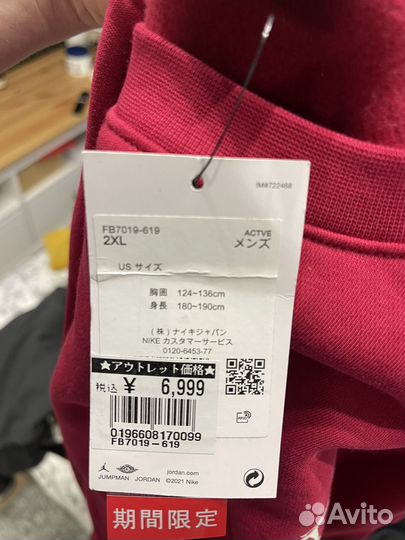 IM#722468
FB7019-619
2XL
ACTVE
メンズ
US サイズ
胸囲 124~136cm
身長 180~190cm
(株)ナイキジャパン
NIKE カスタマーサービス
0120-6453-77
★アウトレット価格★
税込 ¥ 6,999
0196608170099
FB7019-619
JUMPMAN JORDAN
jordan.com
©2021 Nike
期間限定
Avito